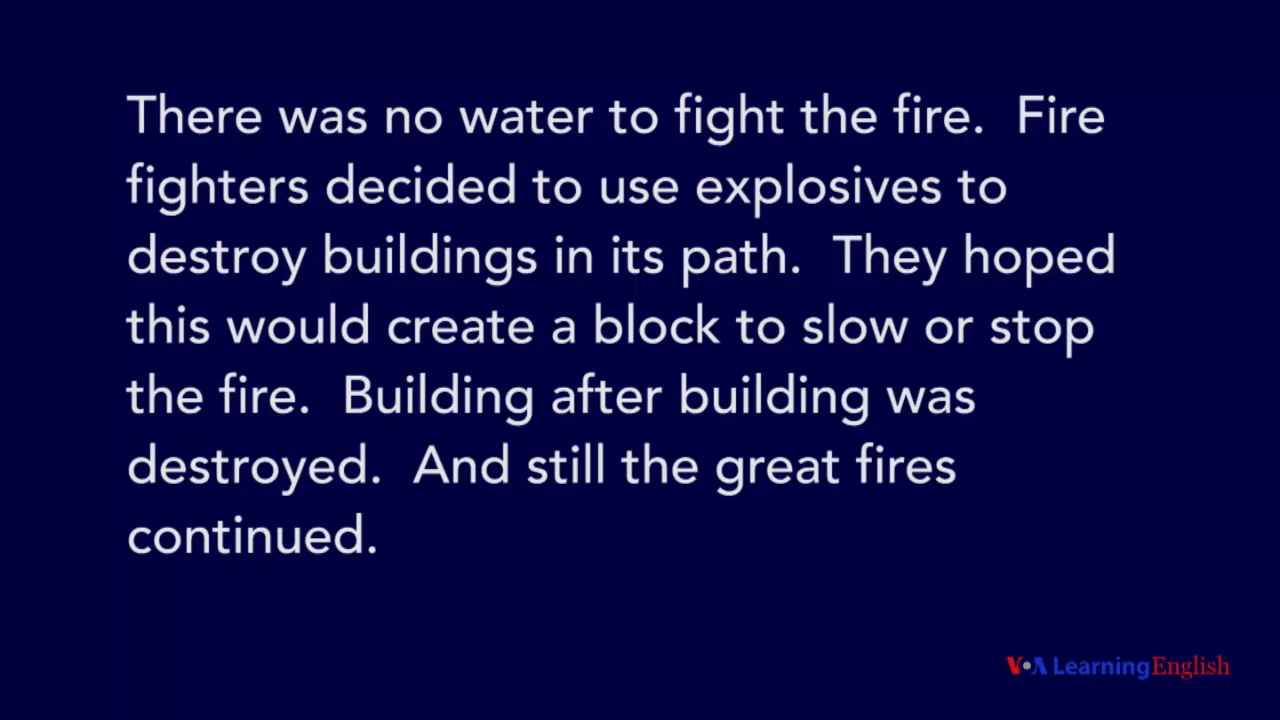 There was no water to fight the fire.  Fire
fighters decided to use explosives to
destroy buildings in its path.  They hoped
this would create a block to slow or stop
the fire.  Building after building was
destroyed.  And still the great fires
continued.
VOA Learning English